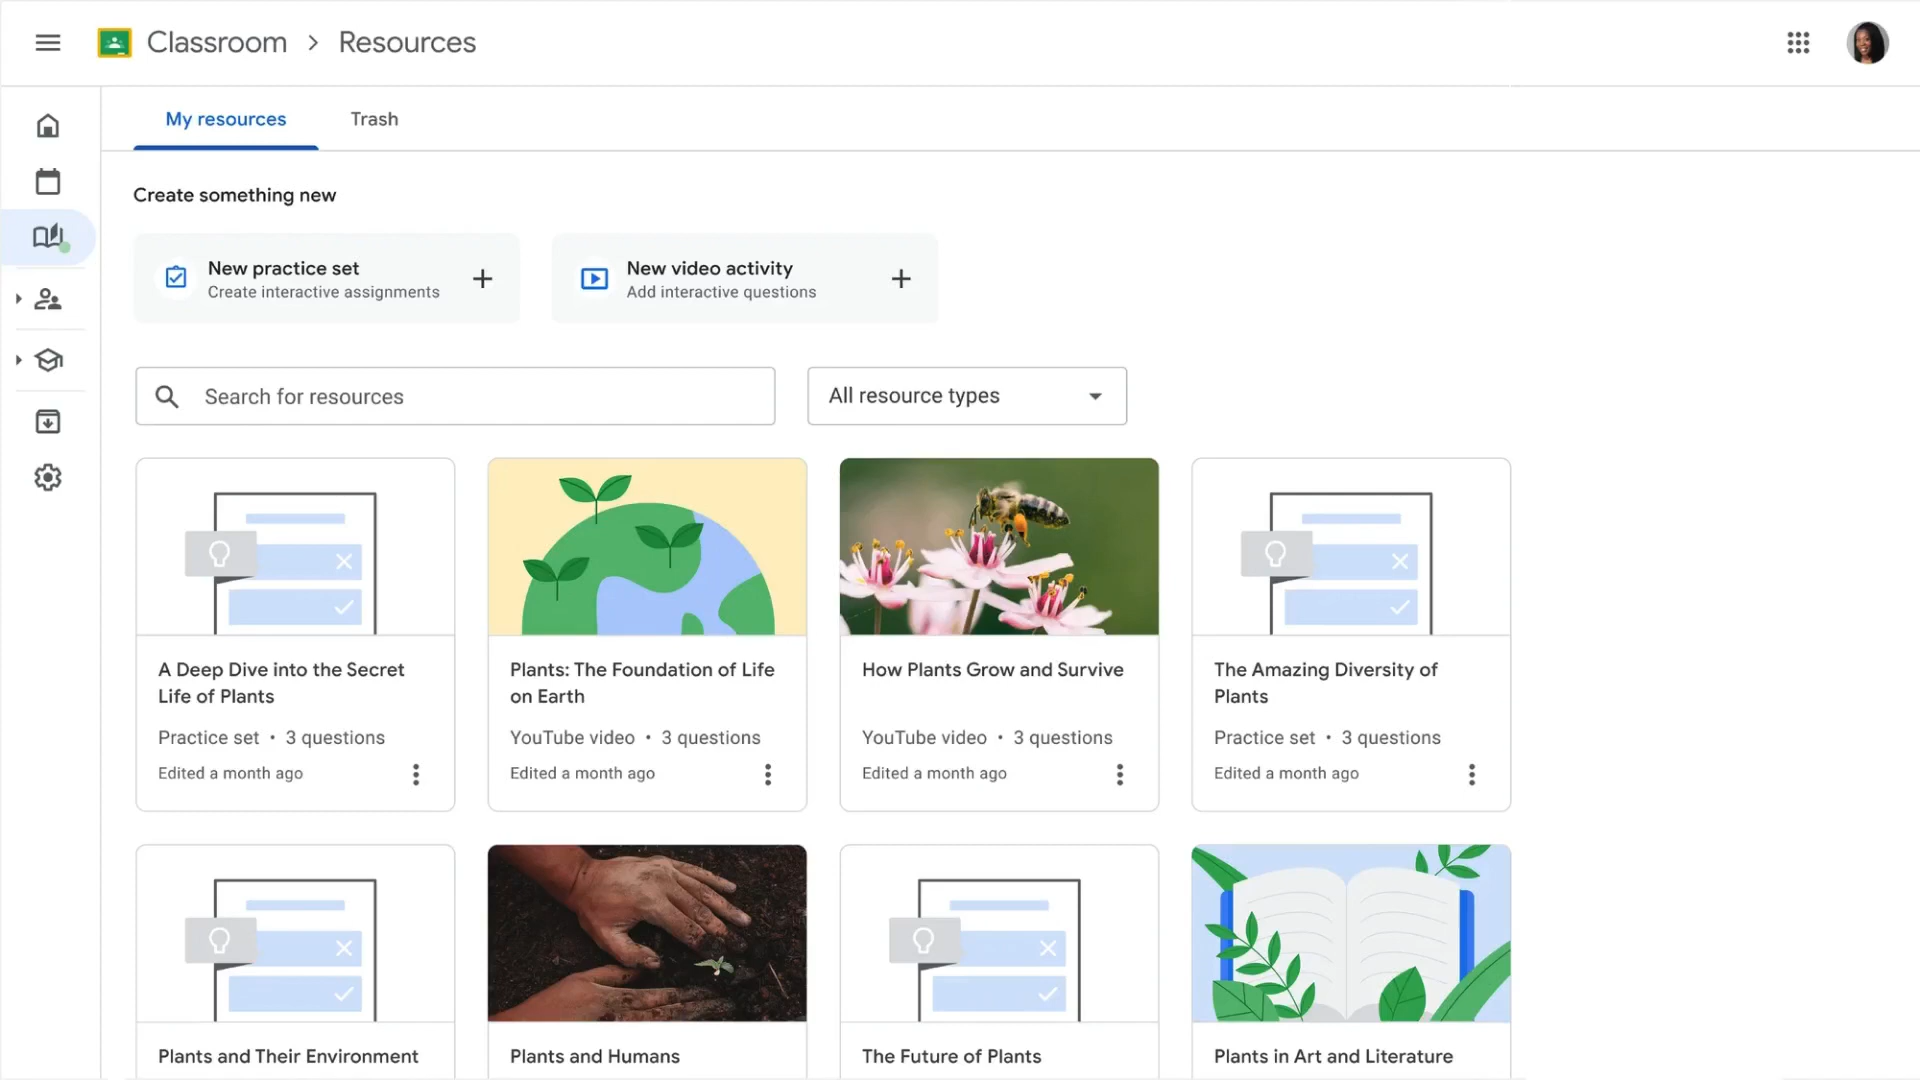 Classroom > Resources
My resources
Trash
Create something new
New practice set
Create interactive assignments
New video activity
Add interactive questions
Search for resources
All resource types
A Deep Dive into the Secret
Life of Plants
Practice set • 3 questions
Edited a month ago
Plants: The Foundation of Life
on Earth
YouTube video • 3 questions
Edited a month ago
How Plants Grow and Survive
YouTube video • 3 questions
Edited a month ago
The Amazing Diversity of
Plants
Practice set • 3 questions
Edited a month ago
Plants and Their Environment
Plants and Humans
The Future of Plants
Plants in Art and Literature